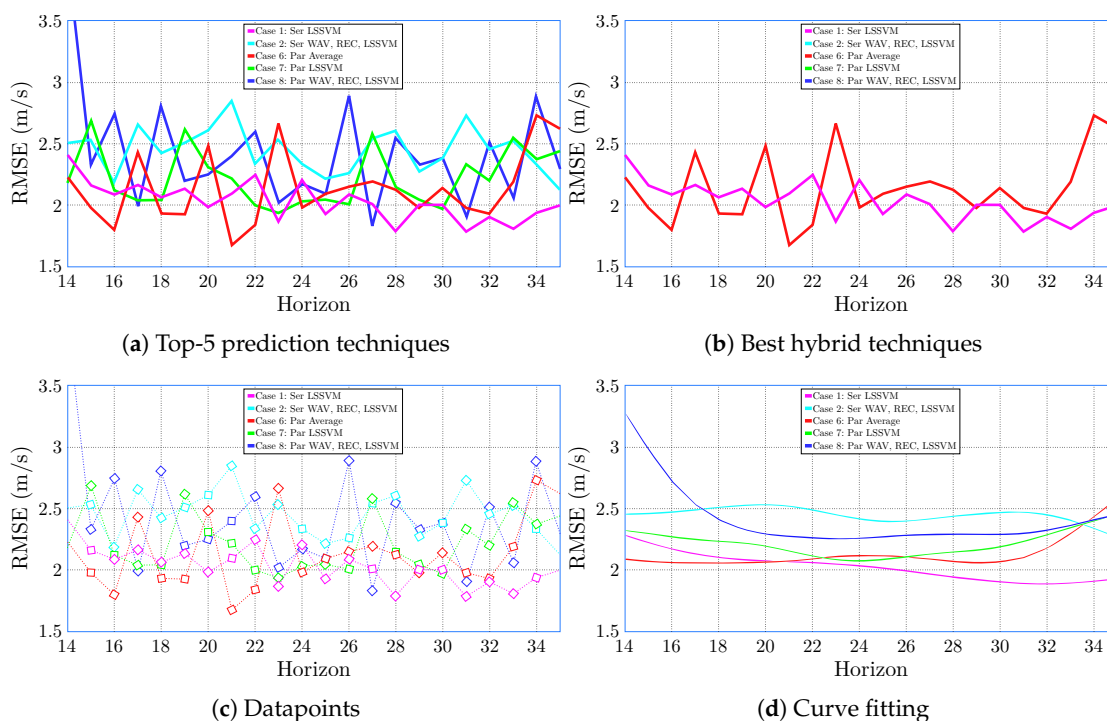 3.5
3
2.5
2
1.5
RMSE (m/s)
Case 1: Ser LSSVM
Case 2: Ser WAV, REC, LSSVM
Case 6: Par Average
Case 7: Par LSSVM
Case 8: Par WAV, REC, LSSVM
14 16 18 20 22 24 26 28 30 32 34
Horizon
(a) Top-5 prediction techniques
3.5
3
2.5
2
1.5
RMSE (m/s)
Case 1: Ser LSSVM
Case 2: Ser WAV, REC, LSSVM
Case 6: Par Average
Case 7: Par LSSVM
Case 8: Par WAV, REC, LSSVM
14 16 18 20 22 24 26 28 30 32 34
Horizon
(b) Best hybrid techniques
3.5
3
2.5
2
1.5
RMSE (m/s)
Case 1: Ser LSSVM
Case 2: Ser WAV, REC, LSSVM
Case 6: Par Average
Case 7: Par LSSVM
Case 8: Par WAV, REC, LSSVM
14 16 18 20 22 24 26 28 30 32 34
Horizon
(c) Datapoints
3.5
3
2.5
2
1.5
RMSE (m/s)
Case 1: Ser LSSVM
Case 2: Ser WAV, REC, LSSVM
Case 6: Par Average
Case 7: Par LSSVM
Case 8: Par WAV, REC, LSSVM
14 16 18 20 22 24 26 28 30 32 34
Horizon
(d) Curve fitting